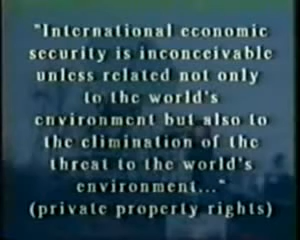 "International economic
security is inconceivable
unless related not only
to the world's
environment but also to
the elimination of the
threat to the world's
environment..."
(private property rights)